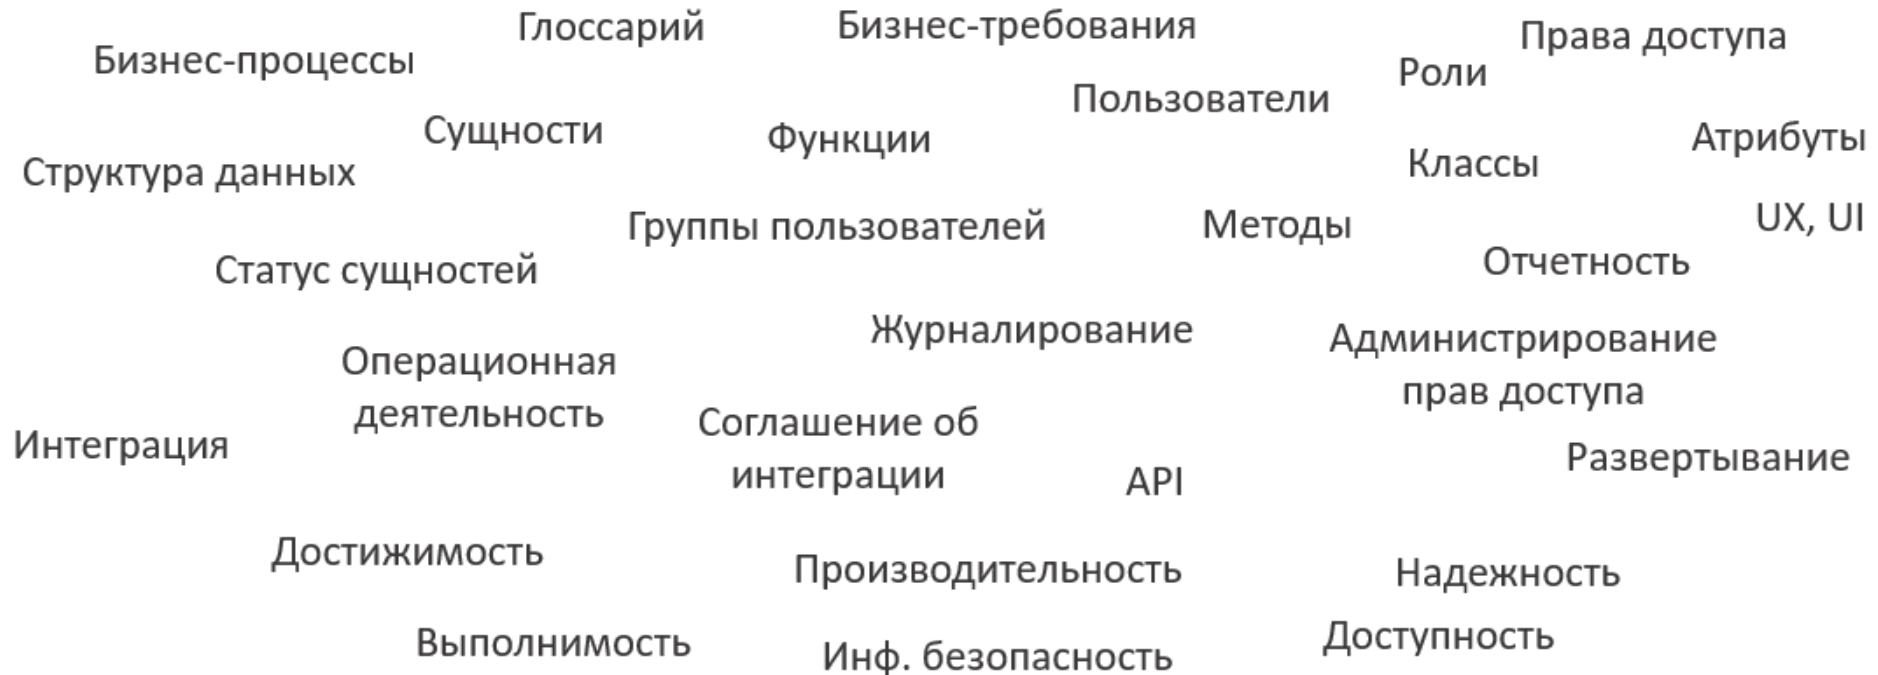 Глоссарий
Бизнес-требования
Права доступа
Бизнес-процессы
Роли
Пользователи
Сущности
Функции
Атрибуты
Классы
Структура данных
Группы пользователей
Методы
UX, UI
Отчетность
Статус сущностей
Журналирование
Администрирование
прав доступа
Операционная
деятельность
Соглашение об
интеграции
Интеграция
API
Развертывание
Достижимость
Производительность
Надежность
Выполнимость
Инф. безопасность
Доступность